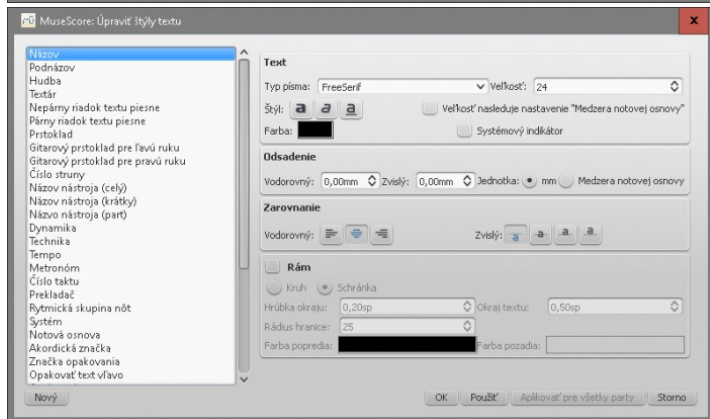 MuseScore: Úpraviť štýly textu
Názov
Podnázov
Hudba
Textár
Nepárny riadok textu piesne
Párny riadok textu piesne
Prstoklad
Gitarový prstoklad pre ľavú ruku
Gitarový prstoklad pre pravú ruku
Číslo struny
Názov nástroja (celý)
Názov nástroja (krátky)
Názvo nástroja (part)
Dynamika
Technika
Tempo
Metronóm
Číslo taktu
Prekladač
Rytmická skupina nôt
Systém
Notová osnova
Akordická značka
Značka opakovania
Opakovať text vľavo
Nový
Text
Typ písma: FreeSerif Veľkosť: 24
Štýl: a a a Veľkosť nasleduje nastavenie "Medzera notovej osnovy"
Farba: Systémový indikátor
Odsadenie
Vodorovný: 0,00mm Zvislý: 0,00mm Jednotka: mm Medzera notovej osnovy
Zarovnanie
Vodorovný: Zvislý: a a a a
Rám
Kruh Schránka
Hrúbka okraju: 0,20sp Okraj textu: 0,50sp
Rádius hranice: 25
Farba popredia: Farba pozadia:
OK Použiť Aplikovať pre všetky party Storno